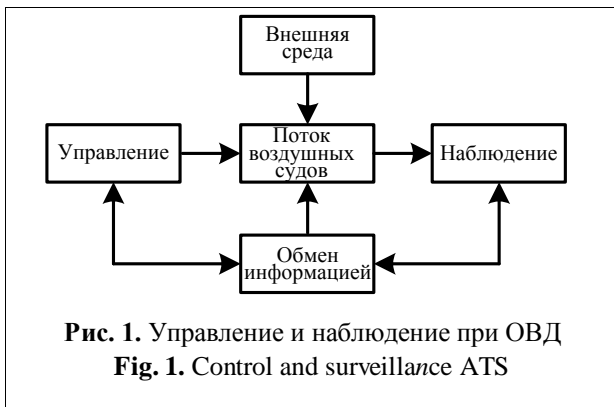 Внешняя
среда
Управление
Поток
воздушных
судов
Наблюдение
Обмен
информацией
Рис. 1. Управление и наблюдение при ОВД
Fig. 1. Control and surveillance ATS